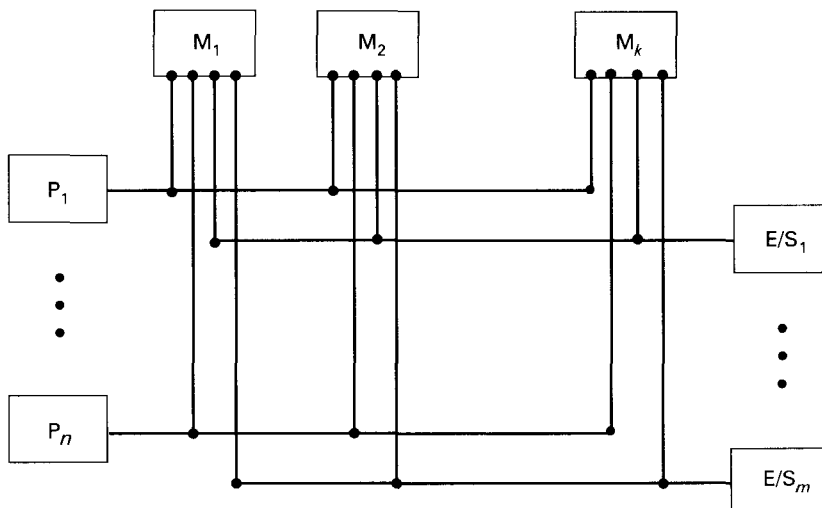 M₁ M₂ Mₖ
P₁
E/S₁
Pₙ
E/Sₘ